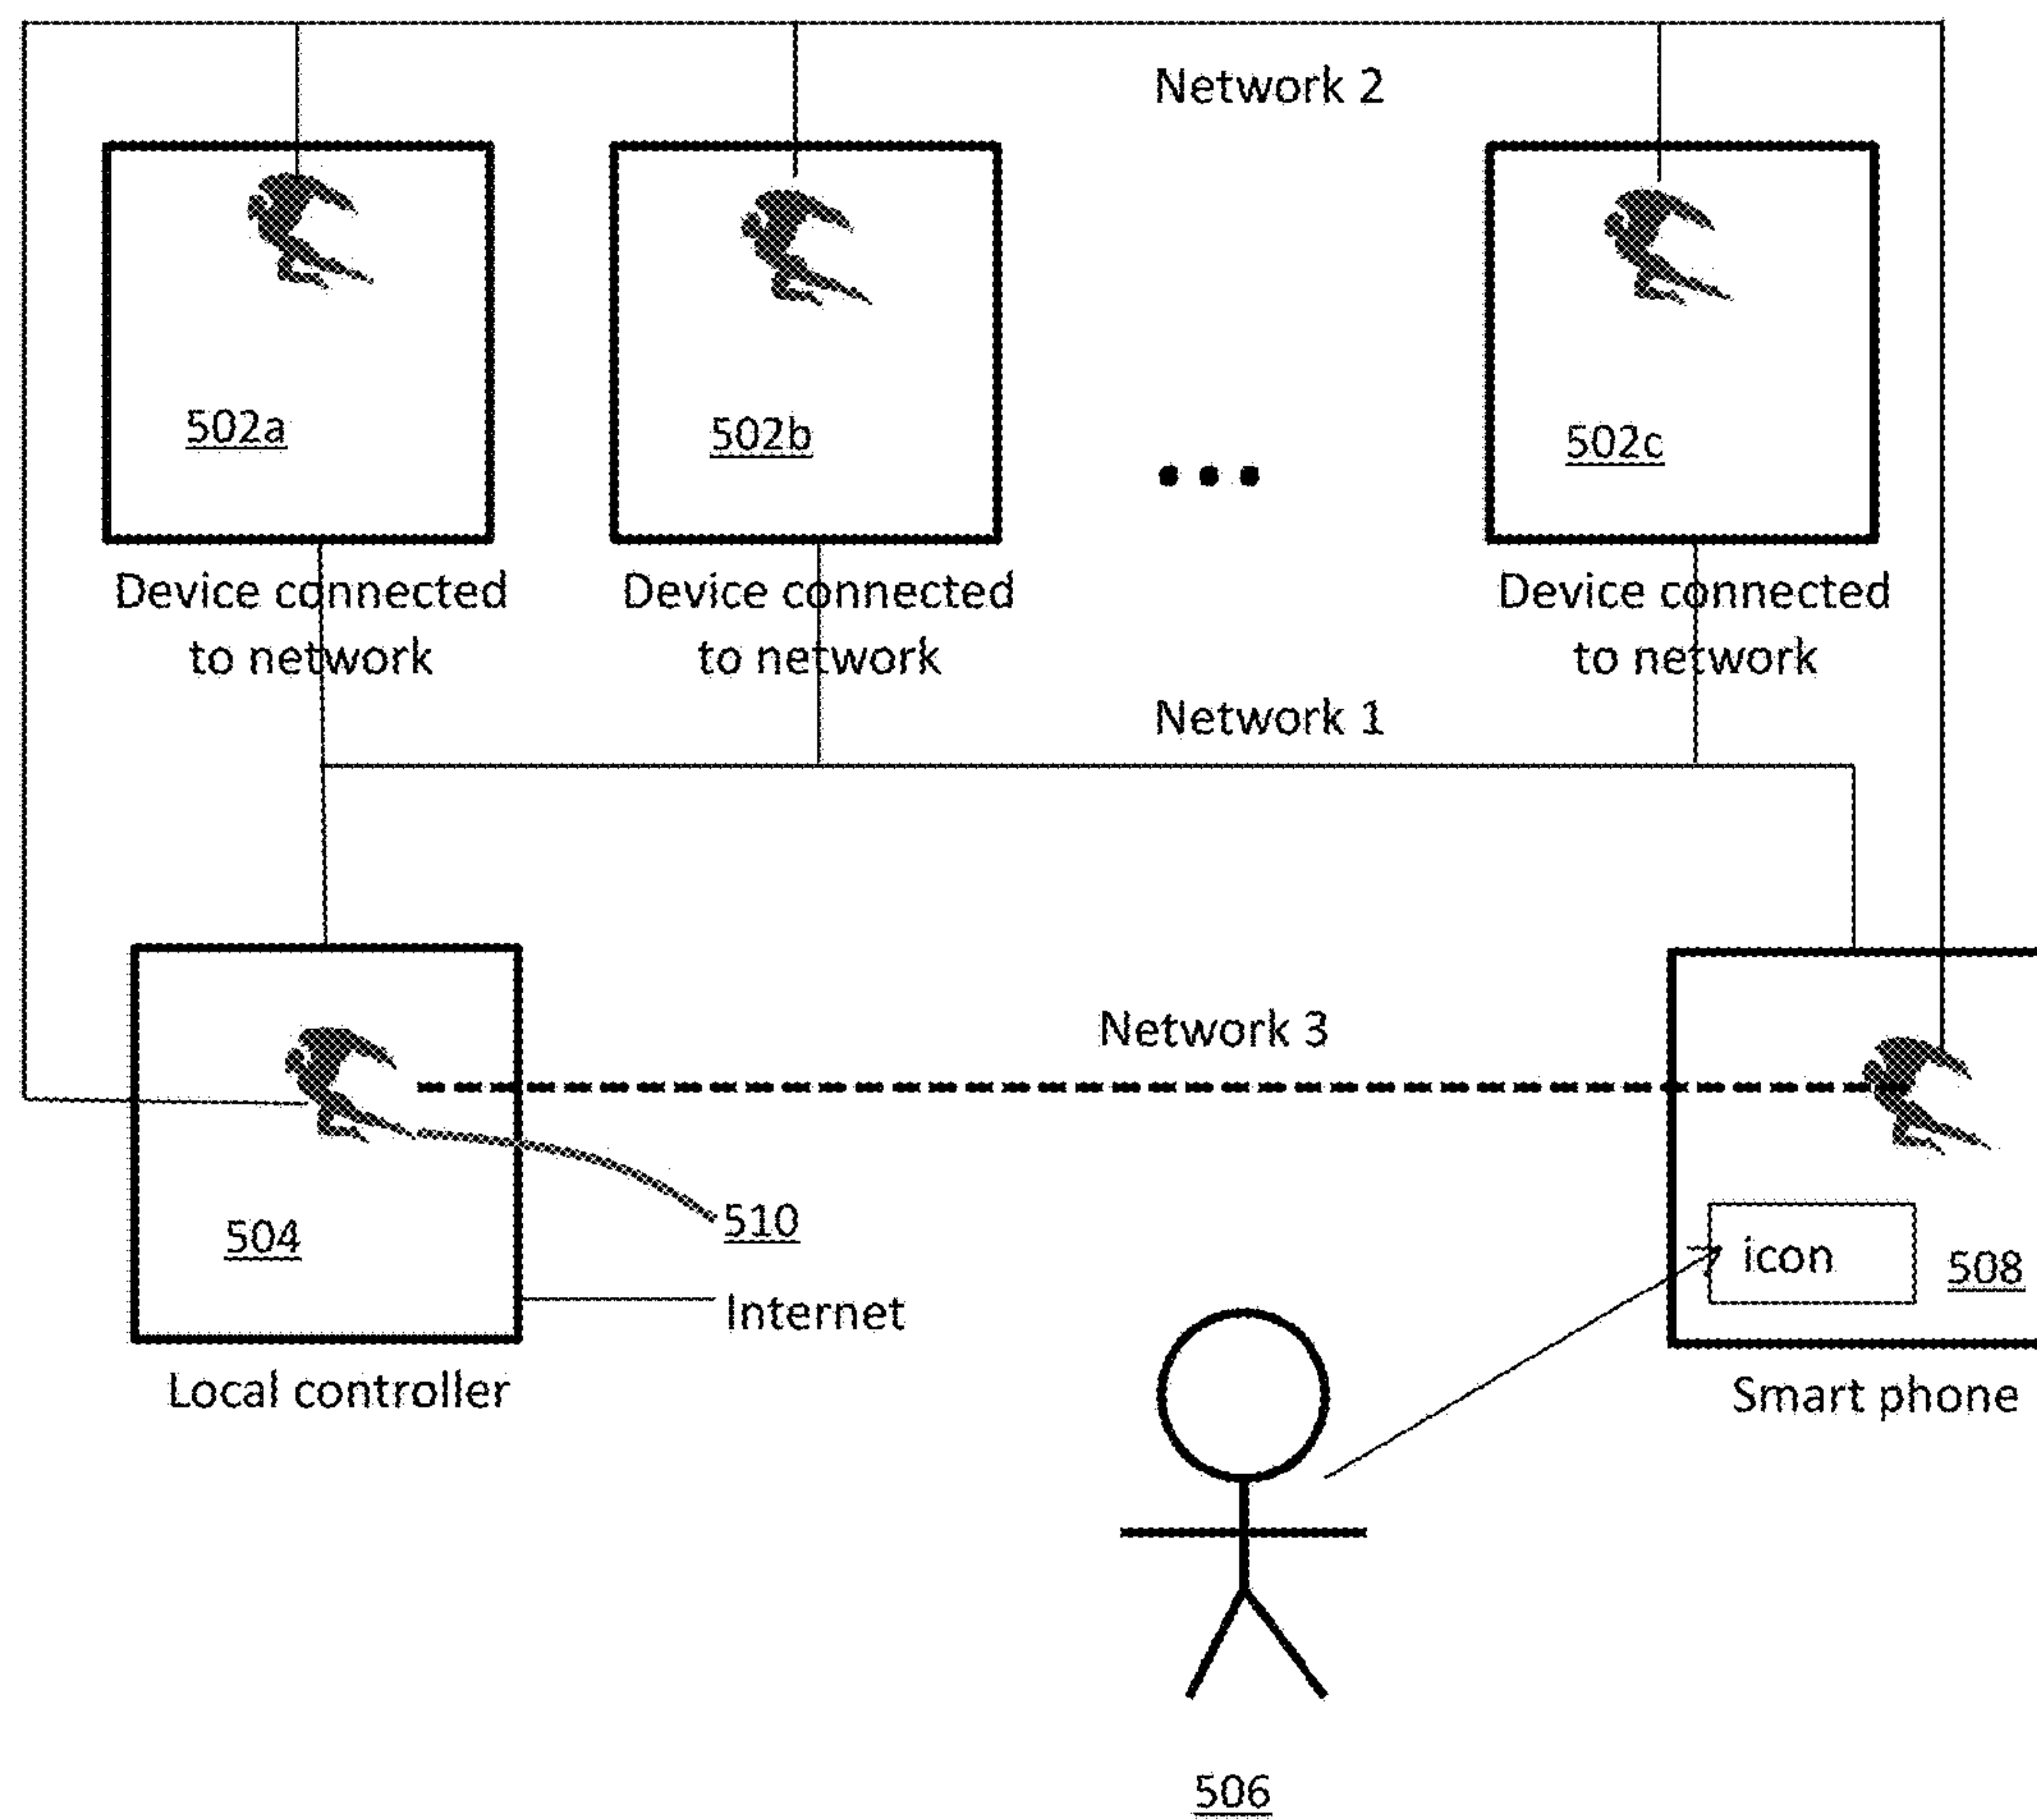 Network 2
502a
502b
502c
Device connected
to network
Device connected
to network
Device connected
to network
Network 1
Network 3
504
510
Internet
icon
508
Local controller
Smart phone
506